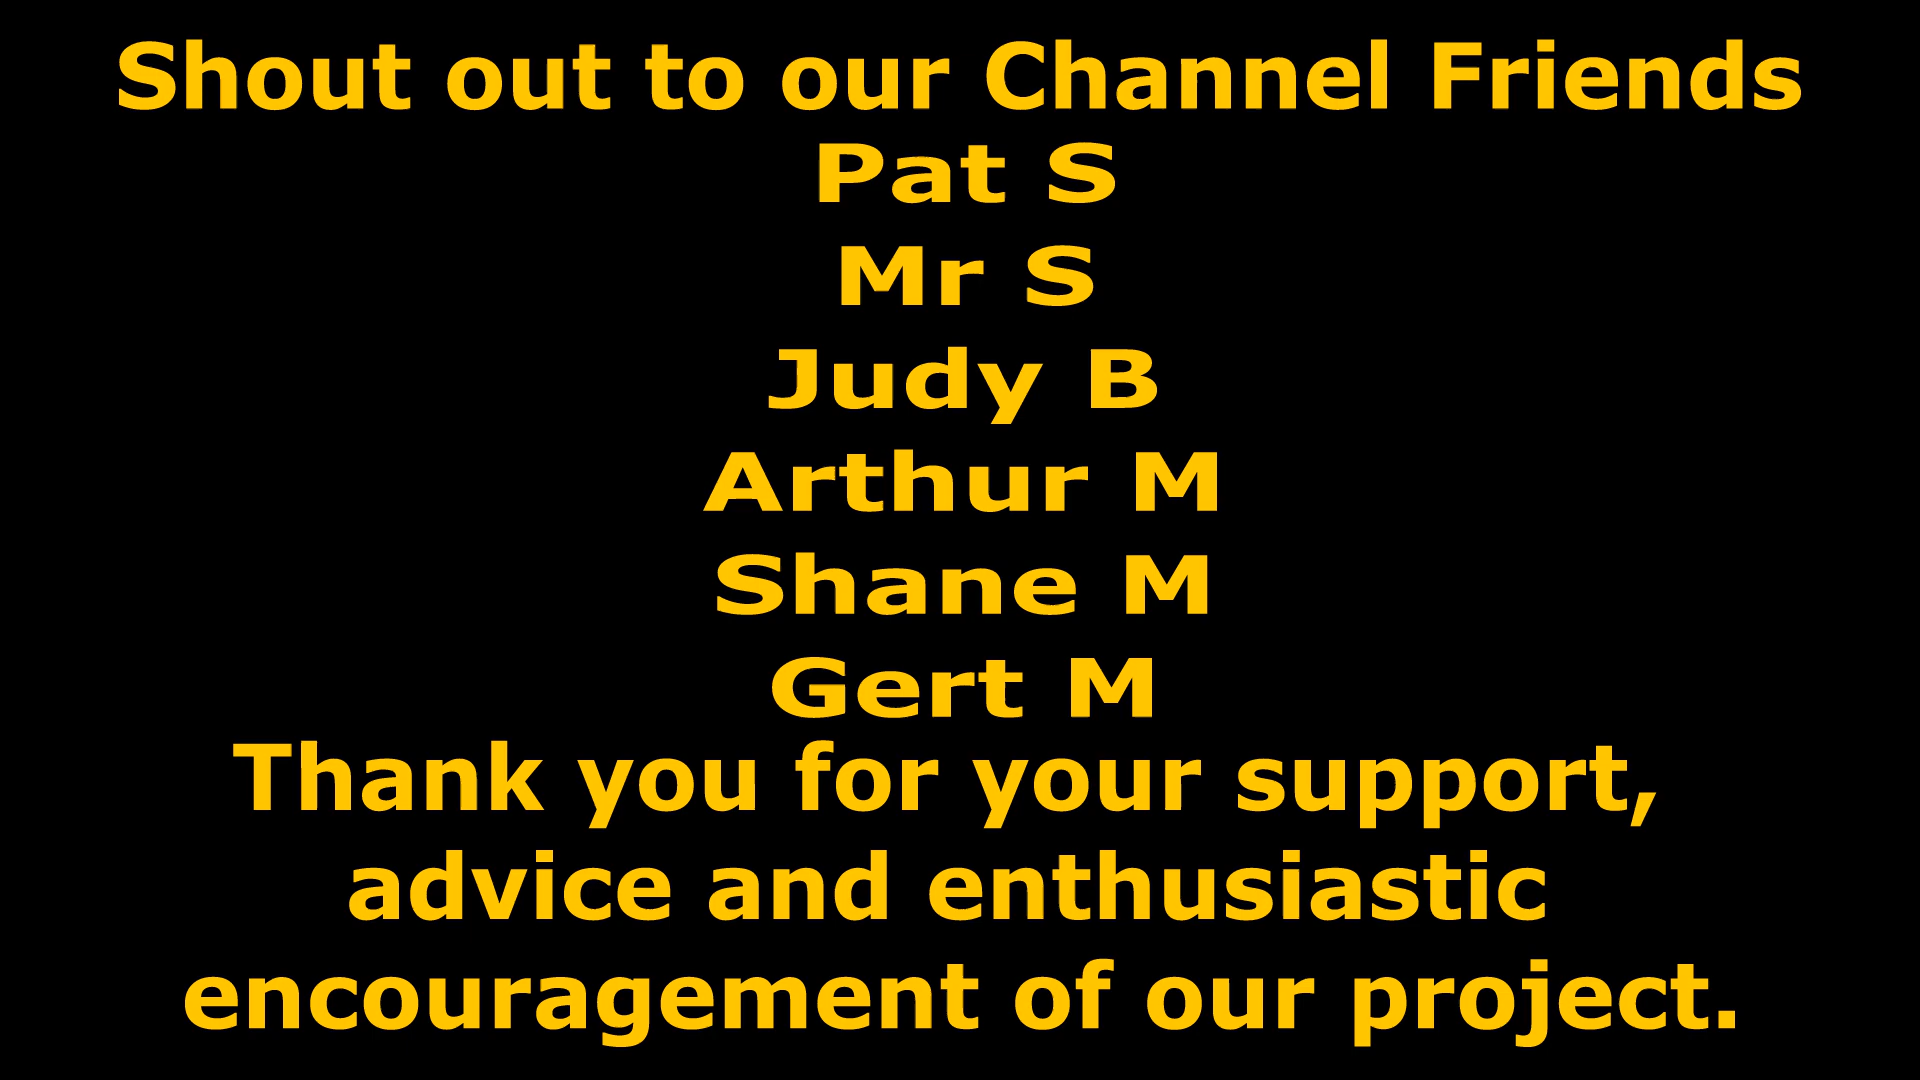 Shout out to our Channel Friends
Pat S
Mr S
Judy B
Arthur M
Shane M
Gert M
Thank you for your support,
advice and enthusiastic
encouragement of our project.